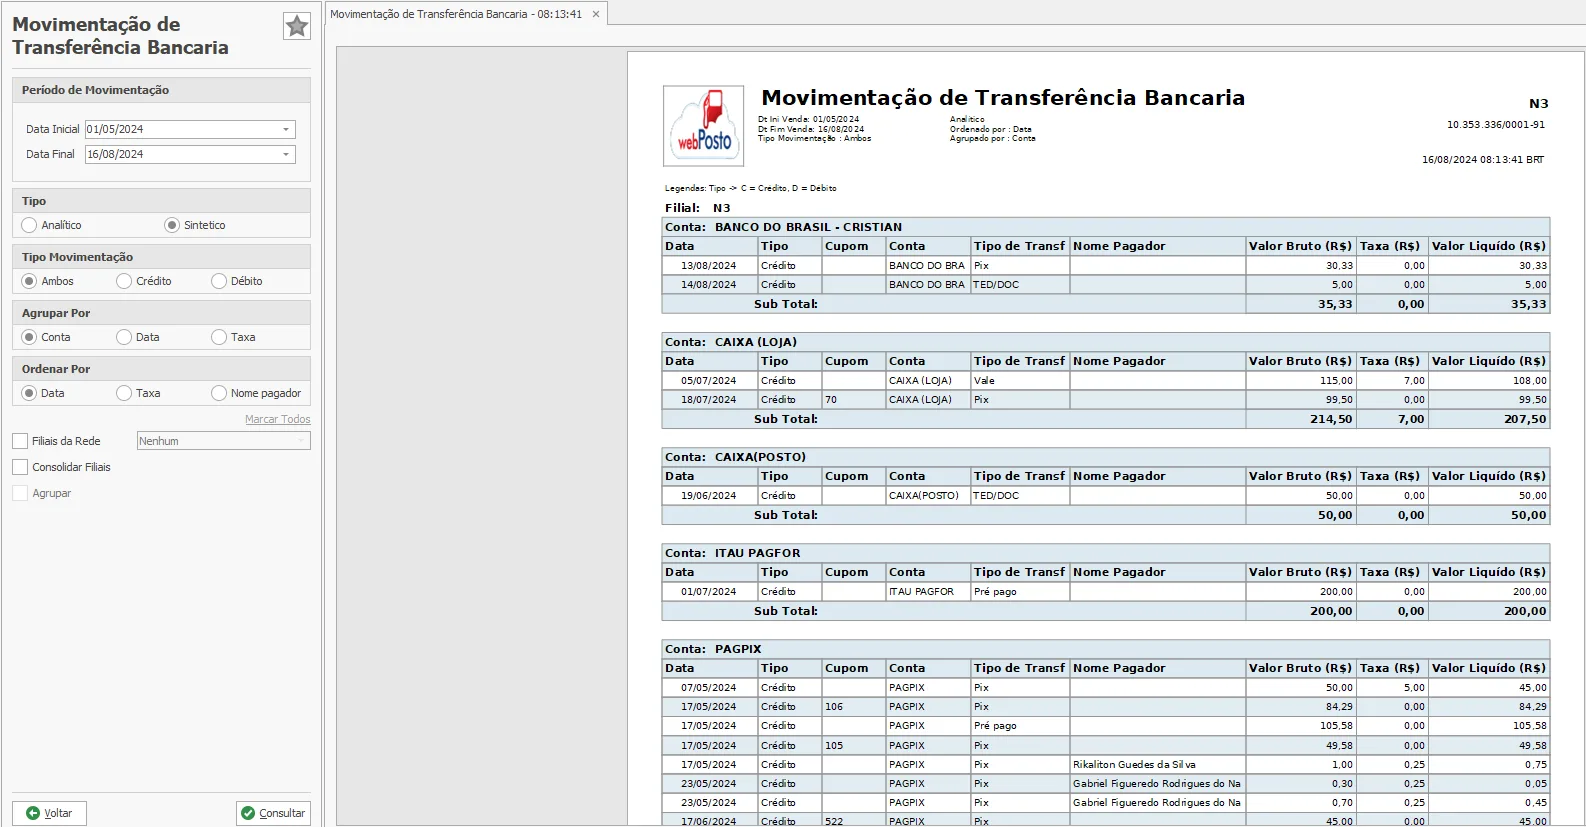 Movimentação de
Transferência Bancaria
Período de Movimentação
Data Inicial 01/05/2024
Data Final 16/08/2024
Tipo
Analítico Sintetico
Tipo Movimentação
Ambos Crédito Débito
Agrupar Por
Conta Data Taxa
Ordenar Por
Data Taxa Nome pagador
Marcar Todos
Filiais da Rede Nenhum
Consolidar Filiais
Agrupar
Voltar Consultar
Movimentação de Transferência Bancaria - 08:13:41 ×
webPosto
Movimentação de Transferência Bancaria
N3
Dt Ini Venda: 01/05/2024 Analítico
Dt Fim Venda: 16/08/2024 Ordenado por : Data
Tipo Movimentação : Ambos Agrupado por : Conta
10.353.336/0001-91
16/08/2024 08:13:41 BRT
Legendas: Tipo -> C = Crédito, D = Débito
Filial: N3
Conta: BANCO DO BRASIL - CRISTIAN
Data Tipo Cupom Conta Tipo de Transf Nome Pagador Valor Bruto (R$) Taxa (R$) Valor Liquído (R$)
13/08/2024 Crédito BANCO DO BRA Pix 30,33 0,00 30,33
14/08/2024 Crédito BANCO DO BRA TED/DOC 5,00 0,00 5,00
Sub Total: 35,33 0,00 35,33
Conta: CAIXA (LOJA)
Data Tipo Cupom Conta Tipo de Transf Nome Pagador Valor Bruto (R$) Taxa (R$) Valor Liquído (R$)
05/07/2024 Crédito CAIXA (LOJA) Vale 115,00 7,00 108,00
18/07/2024 Crédito 70 CAIXA (LOJA) Pix 99,50 0,00 99,50
Sub Total: 214,50 7,00 207,50
Conta: CAIXA(POSTO)
Data Tipo Cupom Conta Tipo de Transf Nome Pagador Valor Bruto (R$) Taxa (R$) Valor Liquído (R$)
19/06/2024 Crédito CAIXA(POSTO) TED/DOC 50,00 0,00 50,00
Sub Total: 50,00 0,00 50,00
Conta: ITAU PAGFOR
Data Tipo Cupom Conta Tipo de Transf Nome Pagador Valor Bruto (R$) Taxa (R$) Valor Liquído (R$)
01/07/2024 Crédito ITAU PAGFOR Pré pago 200,00 0,00 200,00
Sub Total: 200,00 0,00 200,00
Conta: PAGPIX
Data Tipo Cupom Conta Tipo de Transf Nome Pagador Valor Bruto (R$) Taxa (R$) Valor Liquído (R$)
07/05/2024 Crédito PAGPIX Pix 50,00 5,00 45,00
17/05/2024 Crédito 106 PAGPIX Pix 84,29 0,00 84,29
17/05/2024 Crédito PAGPIX Pré pago 105,58 0,00 105,58
17/05/2024 Crédito 105 PAGPIX Pix 49,58 0,00 49,58
17/05/2024 Crédito PAGPIX Pix Rikaliton Guedes da Silva 1,00 0,25 0,75
23/05/2024 Crédito PAGPIX Pix Gabriel Figueredo Rodrigues do Na 0,30 0,25 0,05
23/05/2024 Crédito PAGPIX Pix Gabriel Figueredo Rodrigues do Na 0,70 0,25 0,45
17/06/2024 Crédito 522 PAGPIX Pix 45,00 0,00 45,00